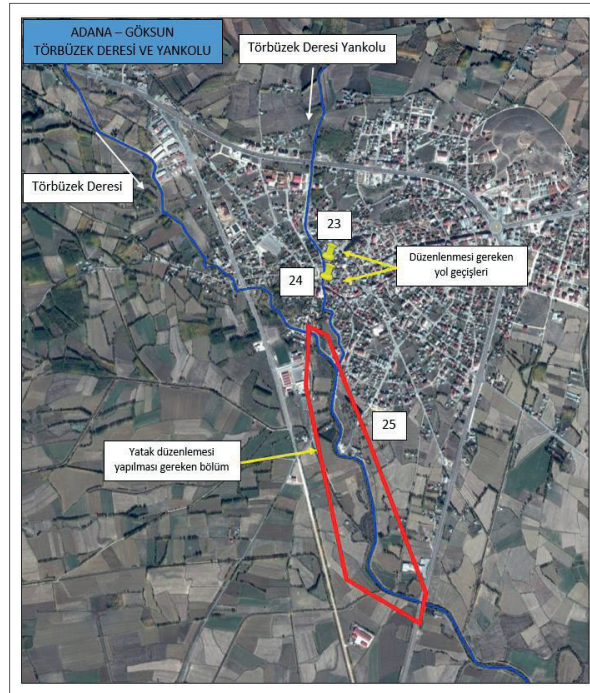 ADANA – GÖKSUN
TÖRBÜZEK DERESİ VE YANKOLU
Törbüzek Deresi Yankolu
Törbüzek Deresi
23
Düzenlenmesi gereken
yol geçişleri
24
25
Yatak düzenlemesi
yapılması gereken bölüm